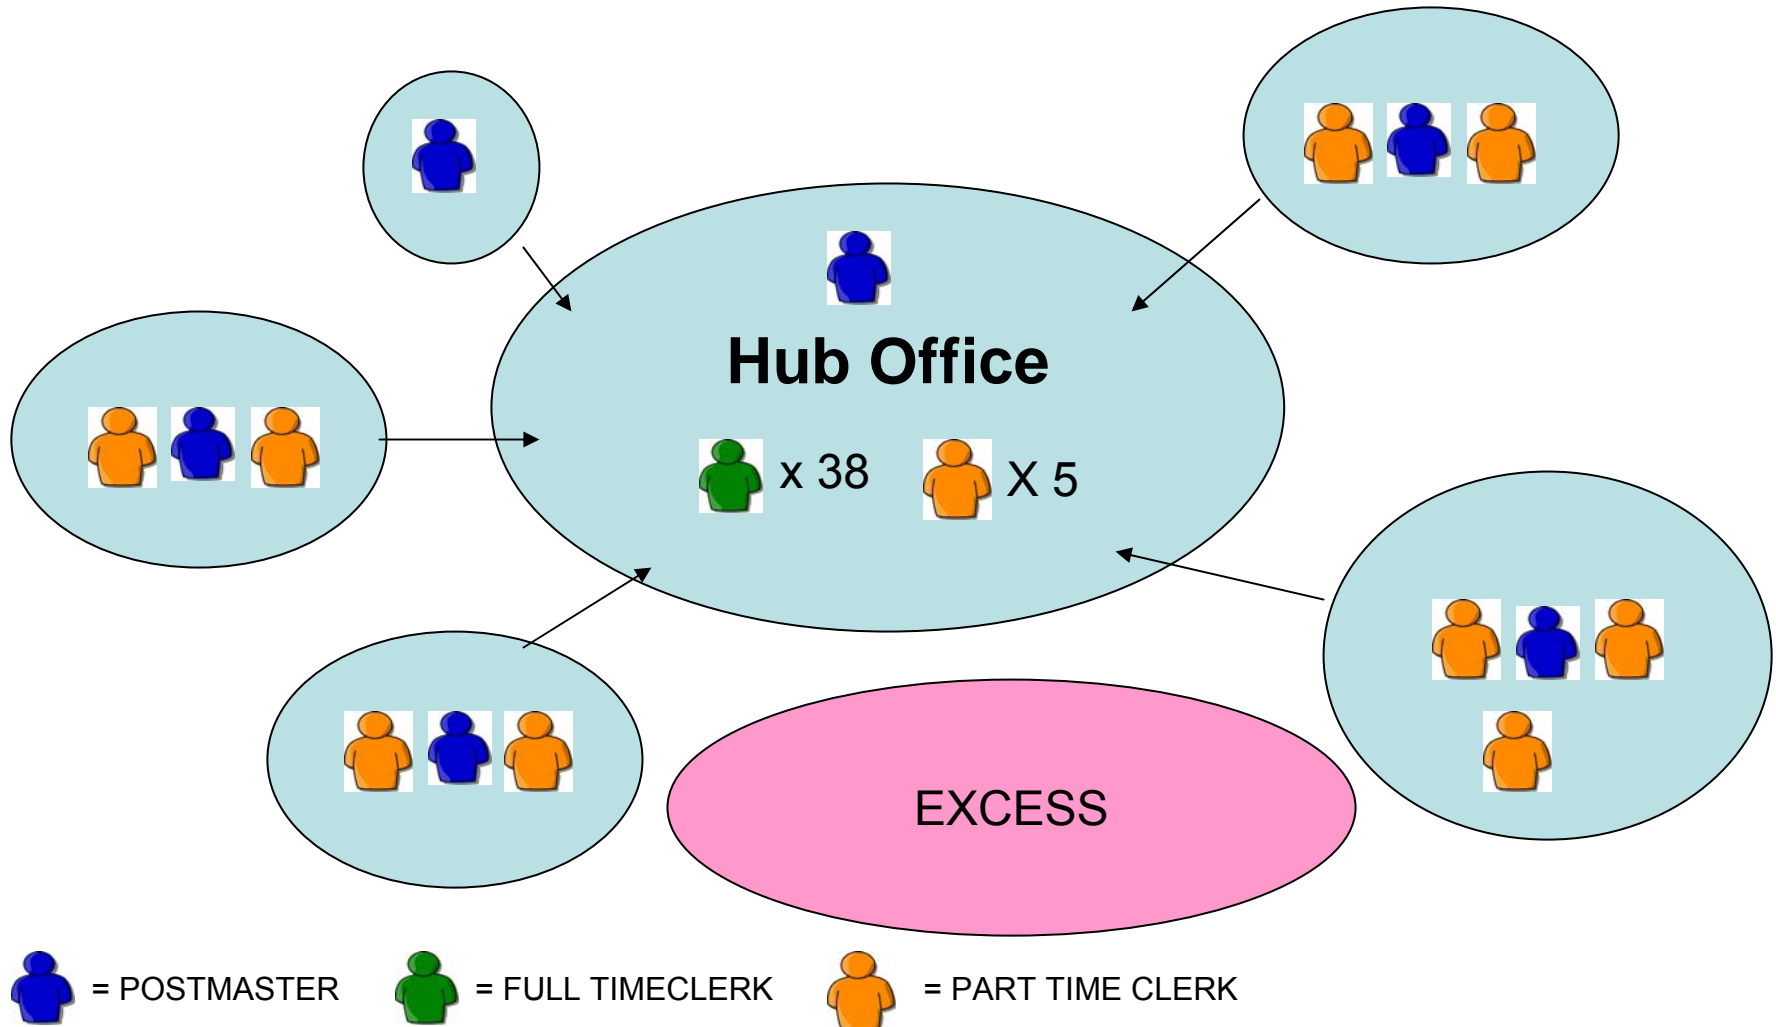 Hub Office
x 38
X 5
EXCESS
= POSTMASTER
= FULL TIMECLERK
= PART TIME CLERK